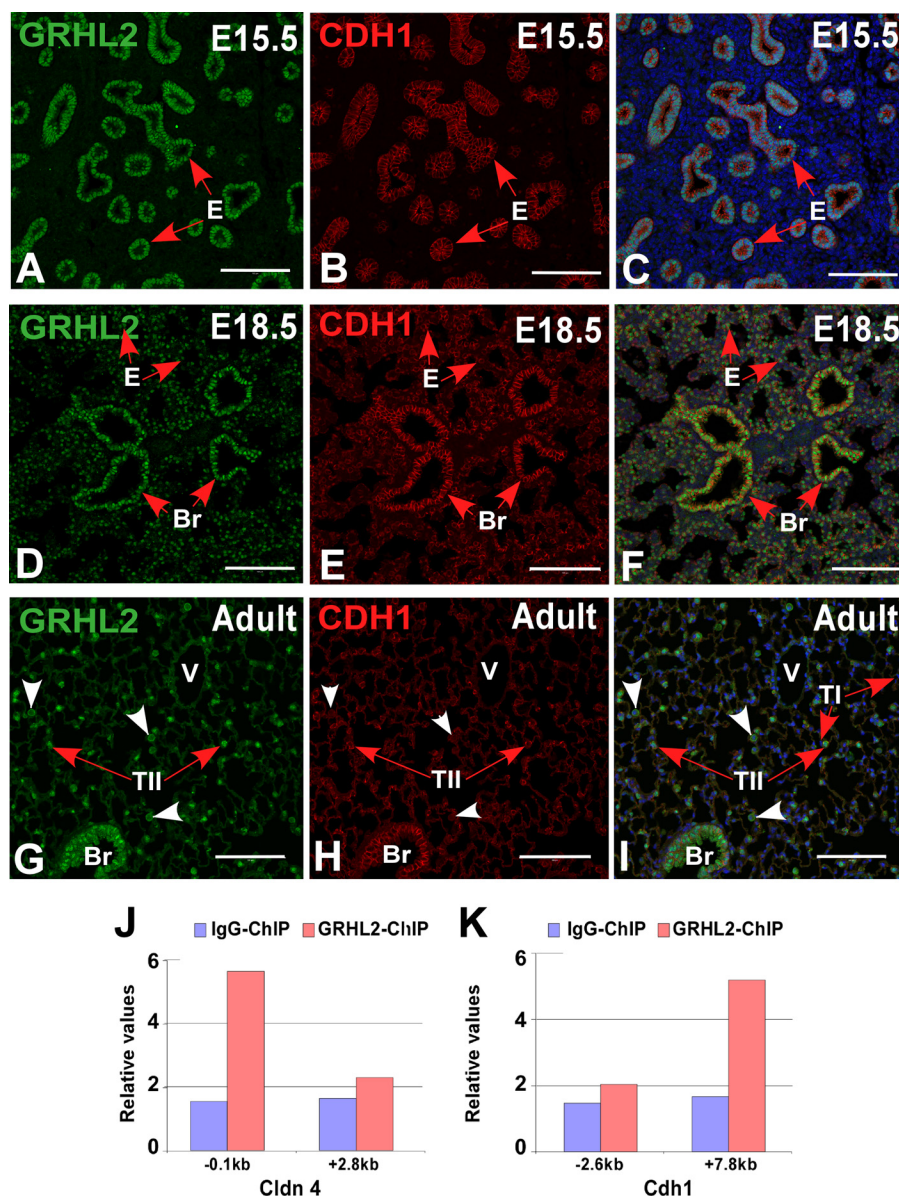 GRHL2 E15.5
E
A
CDH1 E15.5
E
B
E15.5
E
C
GRHL2 E18.5
E
Br
D
CDH1 E18.5
E
Br
E
E18.5
E
Br
F
GRHL2 Adult
V
TII
Br
G
CDH1 Adult
V
TII
Br
H
Adult
V
TI
TII
Br
I
J
IgG-ChIP GRHL2-ChIP
Relative values
6
4
2
0
-0.1kb +2.8kb
Cldn 4
K
IgG-ChIP GRHL2-ChIP
Relative values
6
4
2
0
-2.6kb +7.8kb
Cdh1